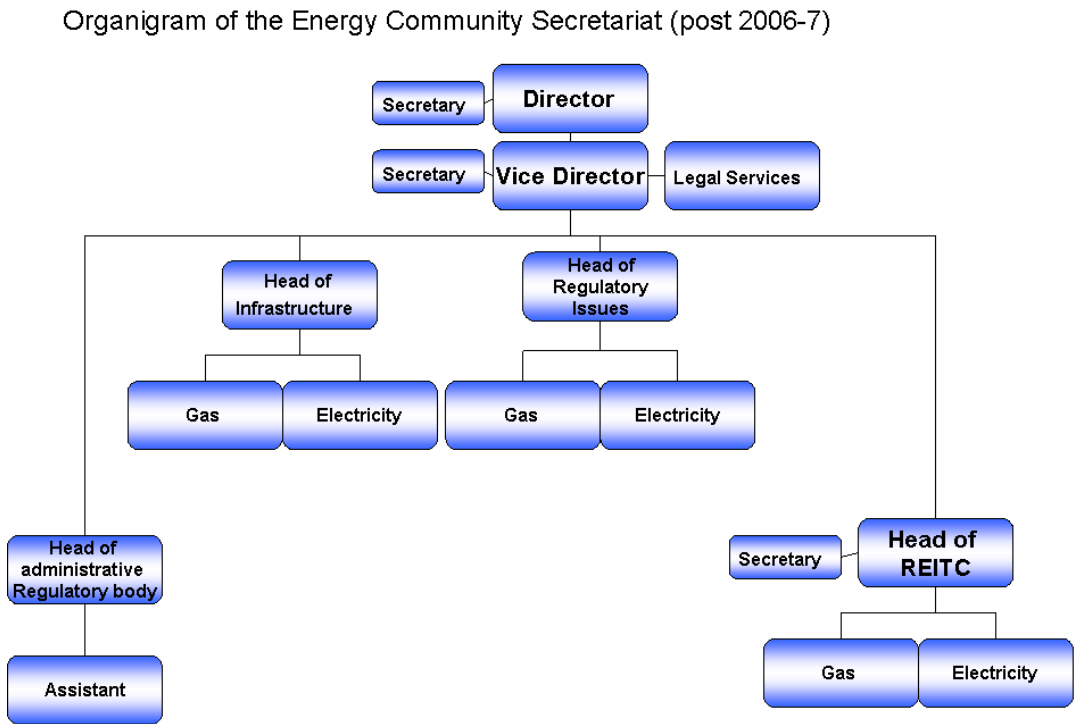 Organigram of the Energy Community Secretariat (post 2006-7)
Director
Secretary
Vice Director
Secretary
Legal Services
Head of
Infrastructure
Head of
Regulatory
Issues
Gas
Electricity
Gas
Electricity
Head of
administrative
Regulatory body
Secretary
Head of
REITC
Assistant
Gas
Electricity